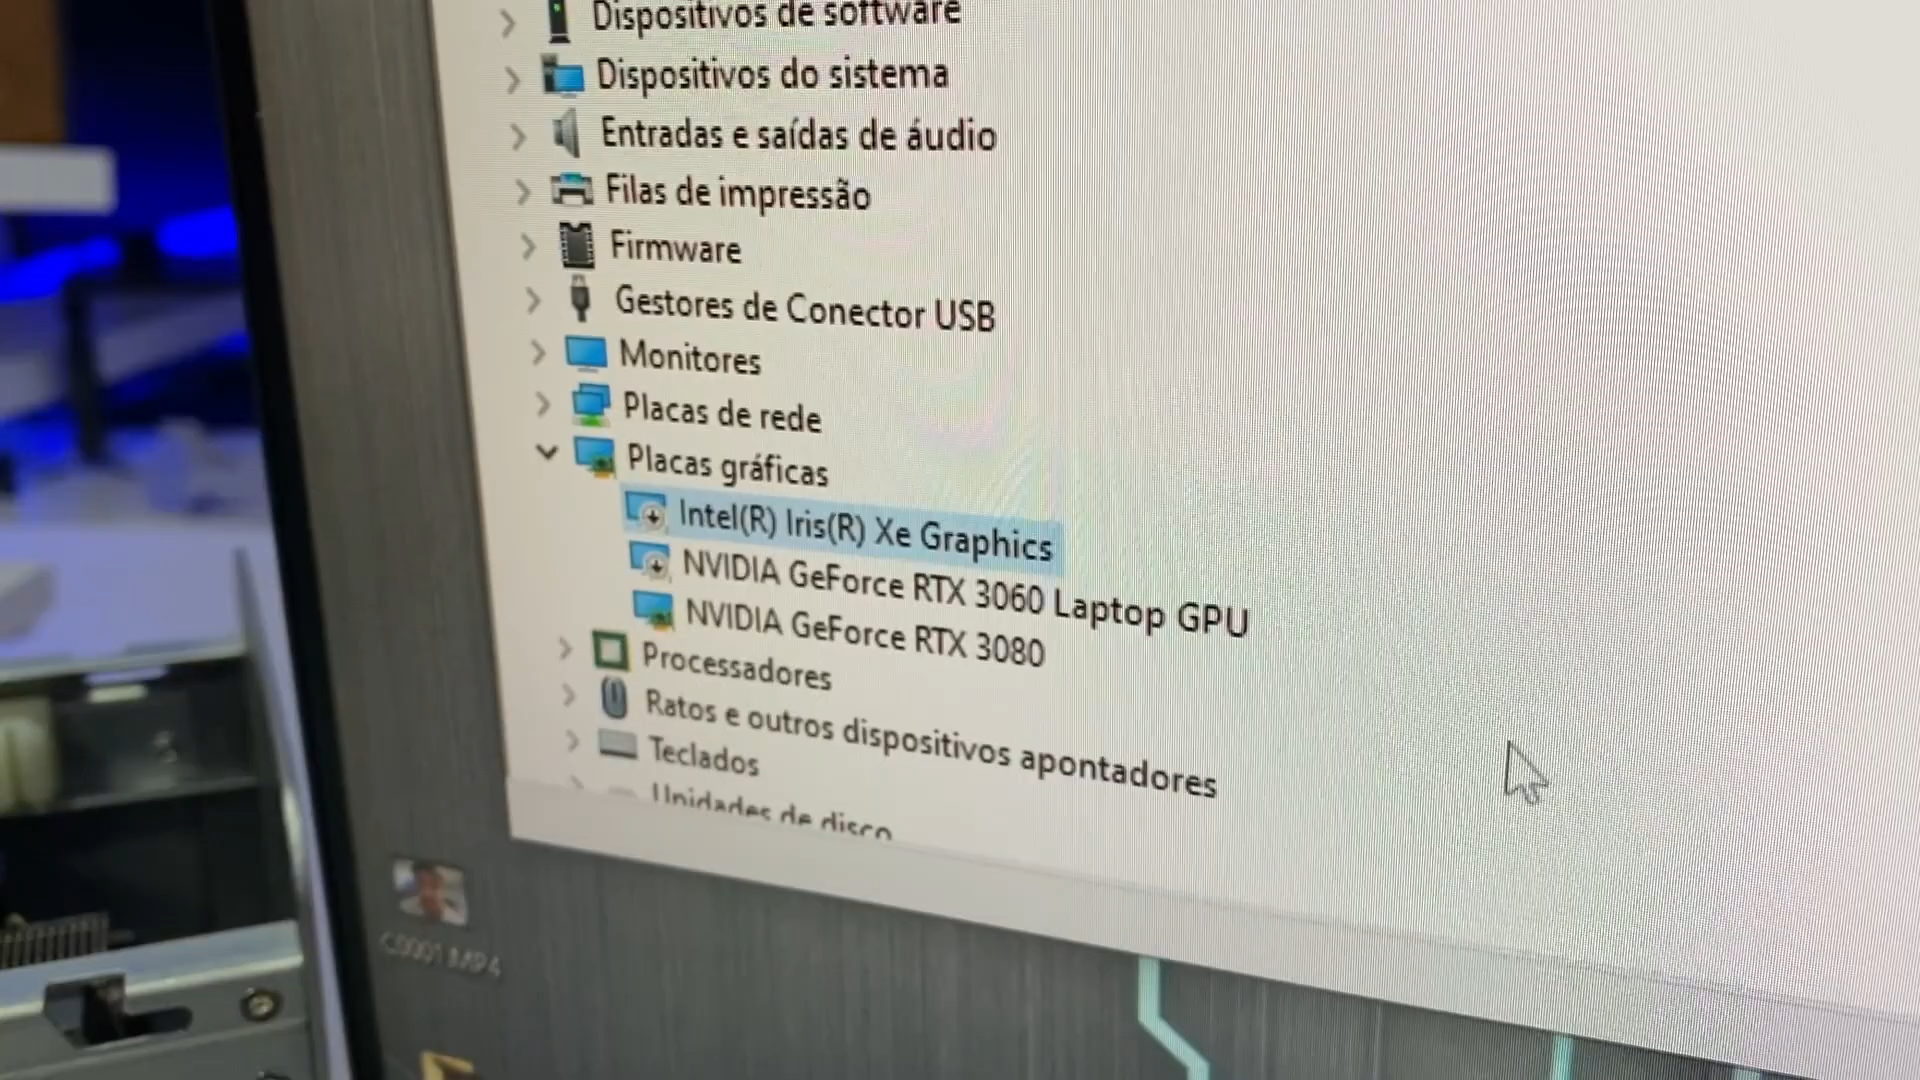 Dispositivos de software
Dispositivos do sistema
Entradas e saídas de áudio
Filas de impressão
Firmware
Gestores de Conector USB
Monitores
Placas de rede
Placas gráficas
Intel(R) Iris(R) Xe Graphics
NVIDIA GeForce RTX 3060 Laptop GPU
NVIDIA GeForce RTX 3080
Processadores
Ratos e outros dispositivos apontadores
Teclados
Unidades de disco
C0001.MP4